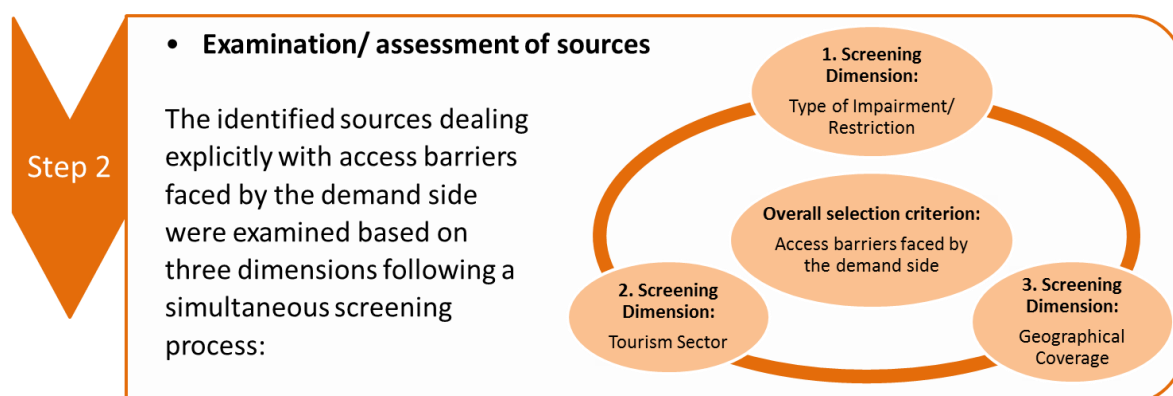 Step 2
• Examination/ assessment of sources
The identified sources dealing
explicitly with access barriers
faced by the demand side
were examined based on
three dimensions following a
simultaneous screening
process:
1. Screening
Dimension:
Type of Impairment/
Restriction
Overall selection criterion:
Access barriers faced by
the demand side
2. Screening
Dimension:
Tourism Sector
3. Screening
Dimension:
Geographical
Coverage